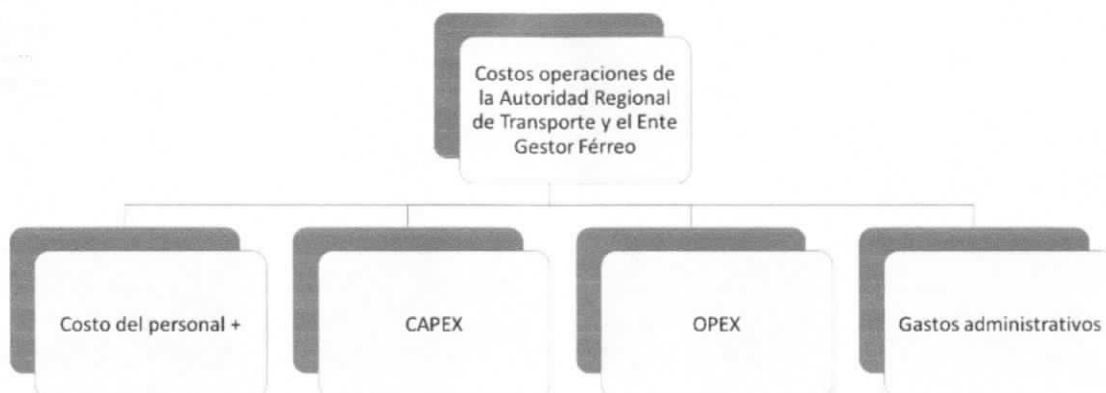 Costos operaciones de
la Autoridad Regional
de Transporte y el Ente
Gestor Férreo
Costo del personal +
CAPEX
OPEX
Gastos administrativos